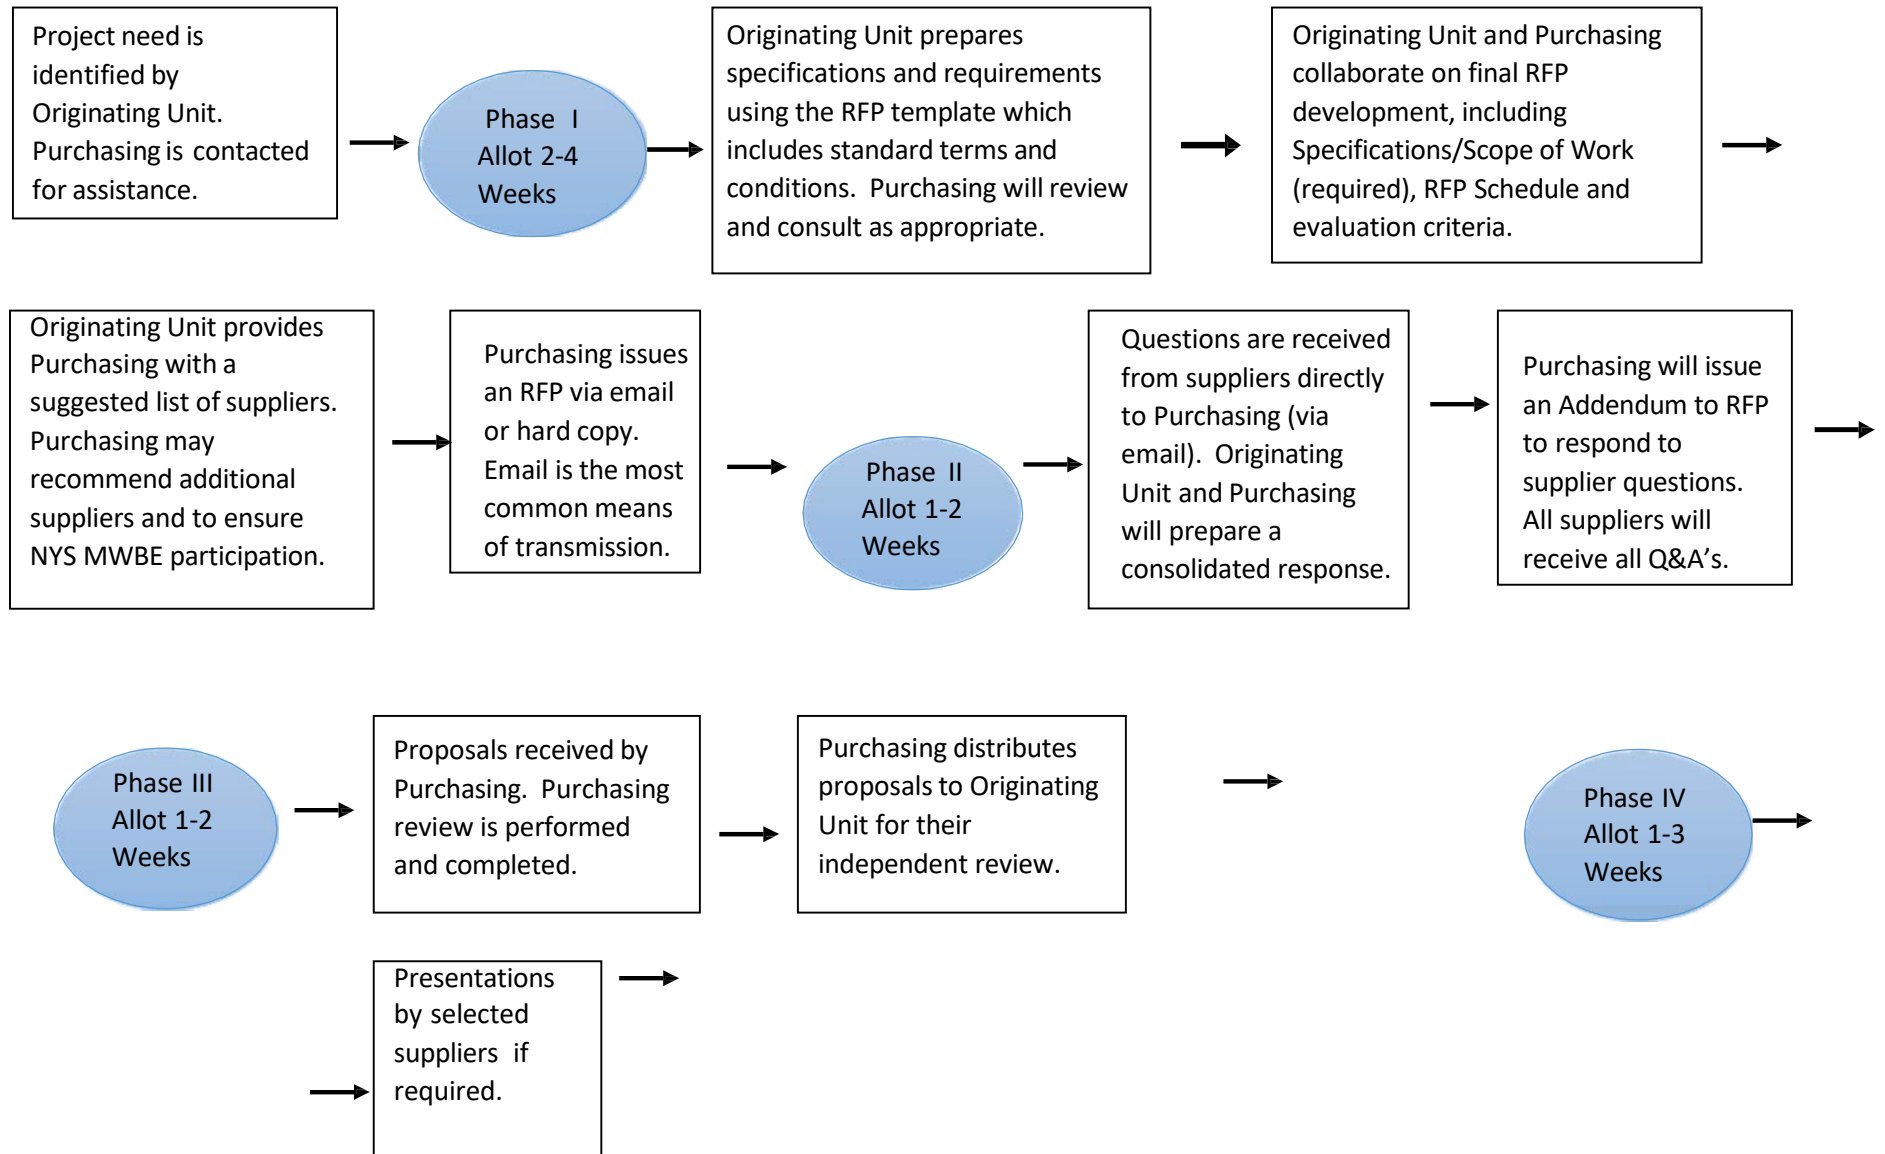 Project need is
identified by
Originating Unit.
Purchasing is contacted
for assistance.
Phase I
Allot 2-4
Weeks
Originating Unit prepares
specifications and requirements
using the RFP template which
includes standard terms and
conditions. Purchasing will review
and consult as appropriate.
Originating Unit and Purchasing
collaborate on final RFP
development, including
Specifications/Scope of Work
(required), RFP Schedule and
evaluation criteria.
Originating Unit provides
Purchasing with a
suggested list of suppliers.
Purchasing may
recommend additional
suppliers and to ensure
NYS MWBE participation.
Purchasing issues
an RFP via email
or hard copy.
Email is the most
common means
of transmission.
Phase II
Allot 1-2
Weeks
Questions are received
from suppliers directly
to Purchasing (via
email). Originating
Unit and Purchasing
will prepare a
consolidated response.
Purchasing will issue
an Addendum to RFP
to respond to
supplier questions.
All suppliers will
receive all Q&A’s.
Phase III
Allot 1-2
Weeks
Proposals received by
Purchasing. Purchasing
review is performed
and completed.
Purchasing distributes
proposals to Originating
Unit for their
independent review.
Phase IV
Allot 1-3
Weeks
Presentations
by selected
suppliers if
required.